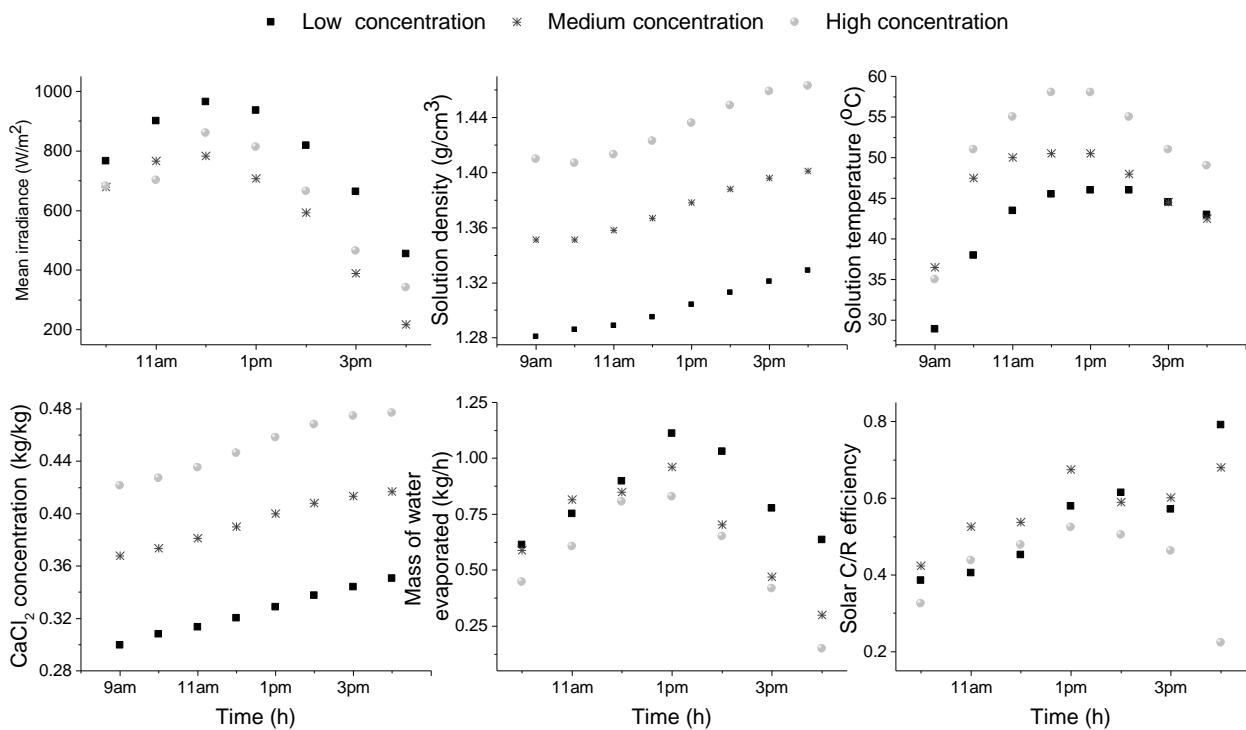 Low concentration
Medium concentration
High concentration
Mean irradiance (W/m²)
1000
800
600
400
200
11am
1pm
3pm
Solution density (g/cm³)
1.44
1.40
1.36
1.32
1.28
9am
11am
1pm
3pm
Solution temperature (ºC)
60
55
50
45
40
35
30
9am
11am
1pm
3pm
CaCl₂ concentration (kg/kg)
0.48
0.44
0.40
0.36
0.32
0.28
9am
11am
1pm
3pm
Time (h)
Mass of water
evaporated (kg/h)
1.25
1.00
0.75
0.50
0.25
11am
1pm
3pm
Time (h)
Solar C/R efficiency
0.8
0.6
0.4
0.2
11am
1pm
3pm
Time (h)